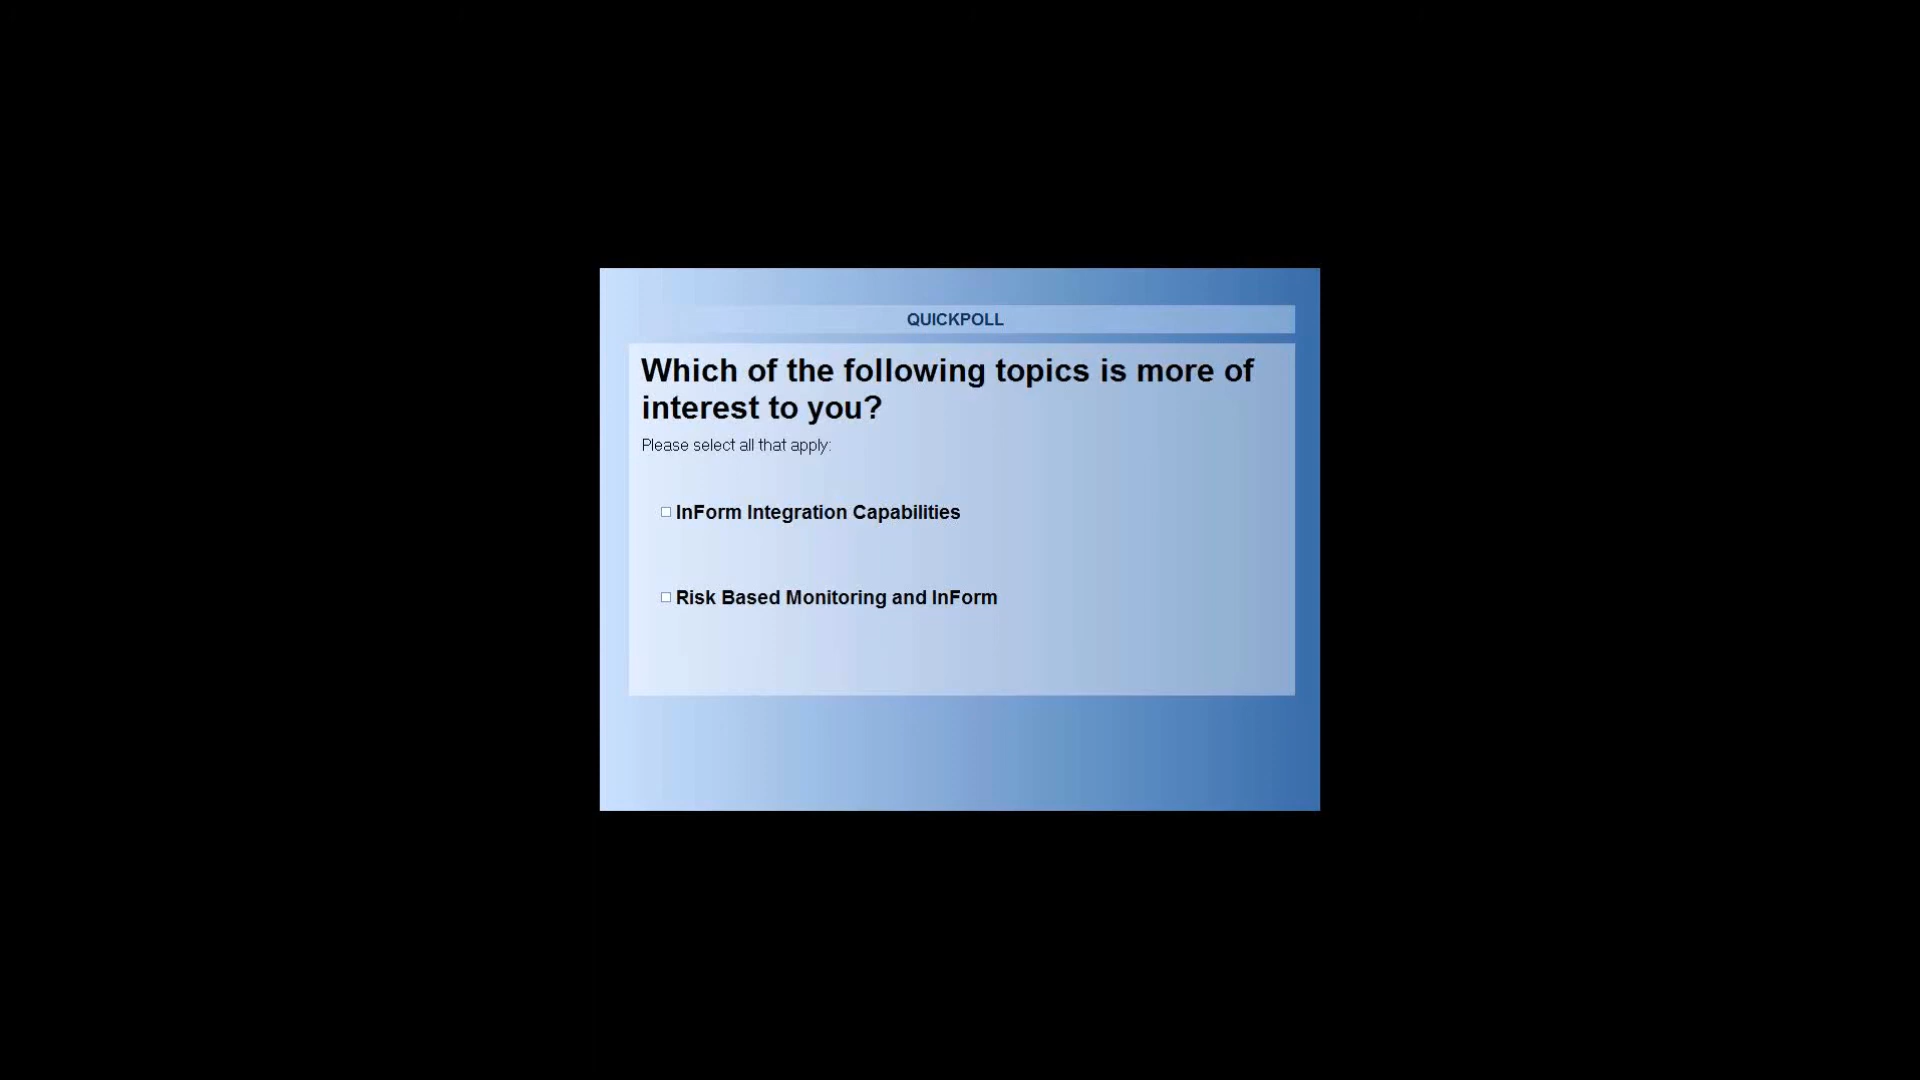 QUICKPOLL
Which of the following topics is more of
interest to you?
Please select all that apply:
InForm Integration Capabilities
Risk Based Monitoring and InForm